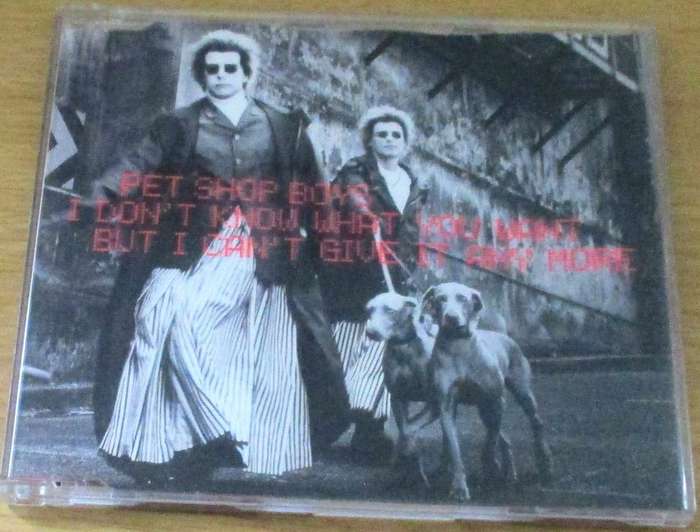 PET SHOP BOYS
I DON'T KNOW WHAT YOU WANT
BUT I CAN'T GIVE IT ANY MORE